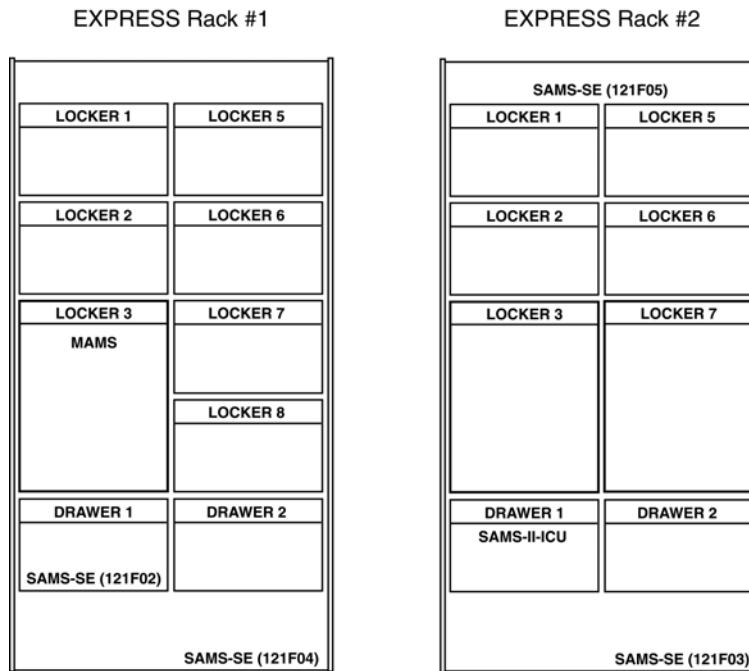 EXPRESS Rack #1
LOCKER 1 LOCKER 5
LOCKER 2 LOCKER 6
LOCKER 3 LOCKER 7
MAMS
LOCKER 8
DRAWER 1 DRAWER 2
SAMS-SE (121F02)
SAMS-SE (121F04)
EXPRESS Rack #2
SAMS-SE (121F05)
LOCKER 1 LOCKER 5
LOCKER 2 LOCKER 6
LOCKER 3 LOCKER 7
DRAWER 1 DRAWER 2
SAMS-II-ICU
SAMS-SE (121F03)